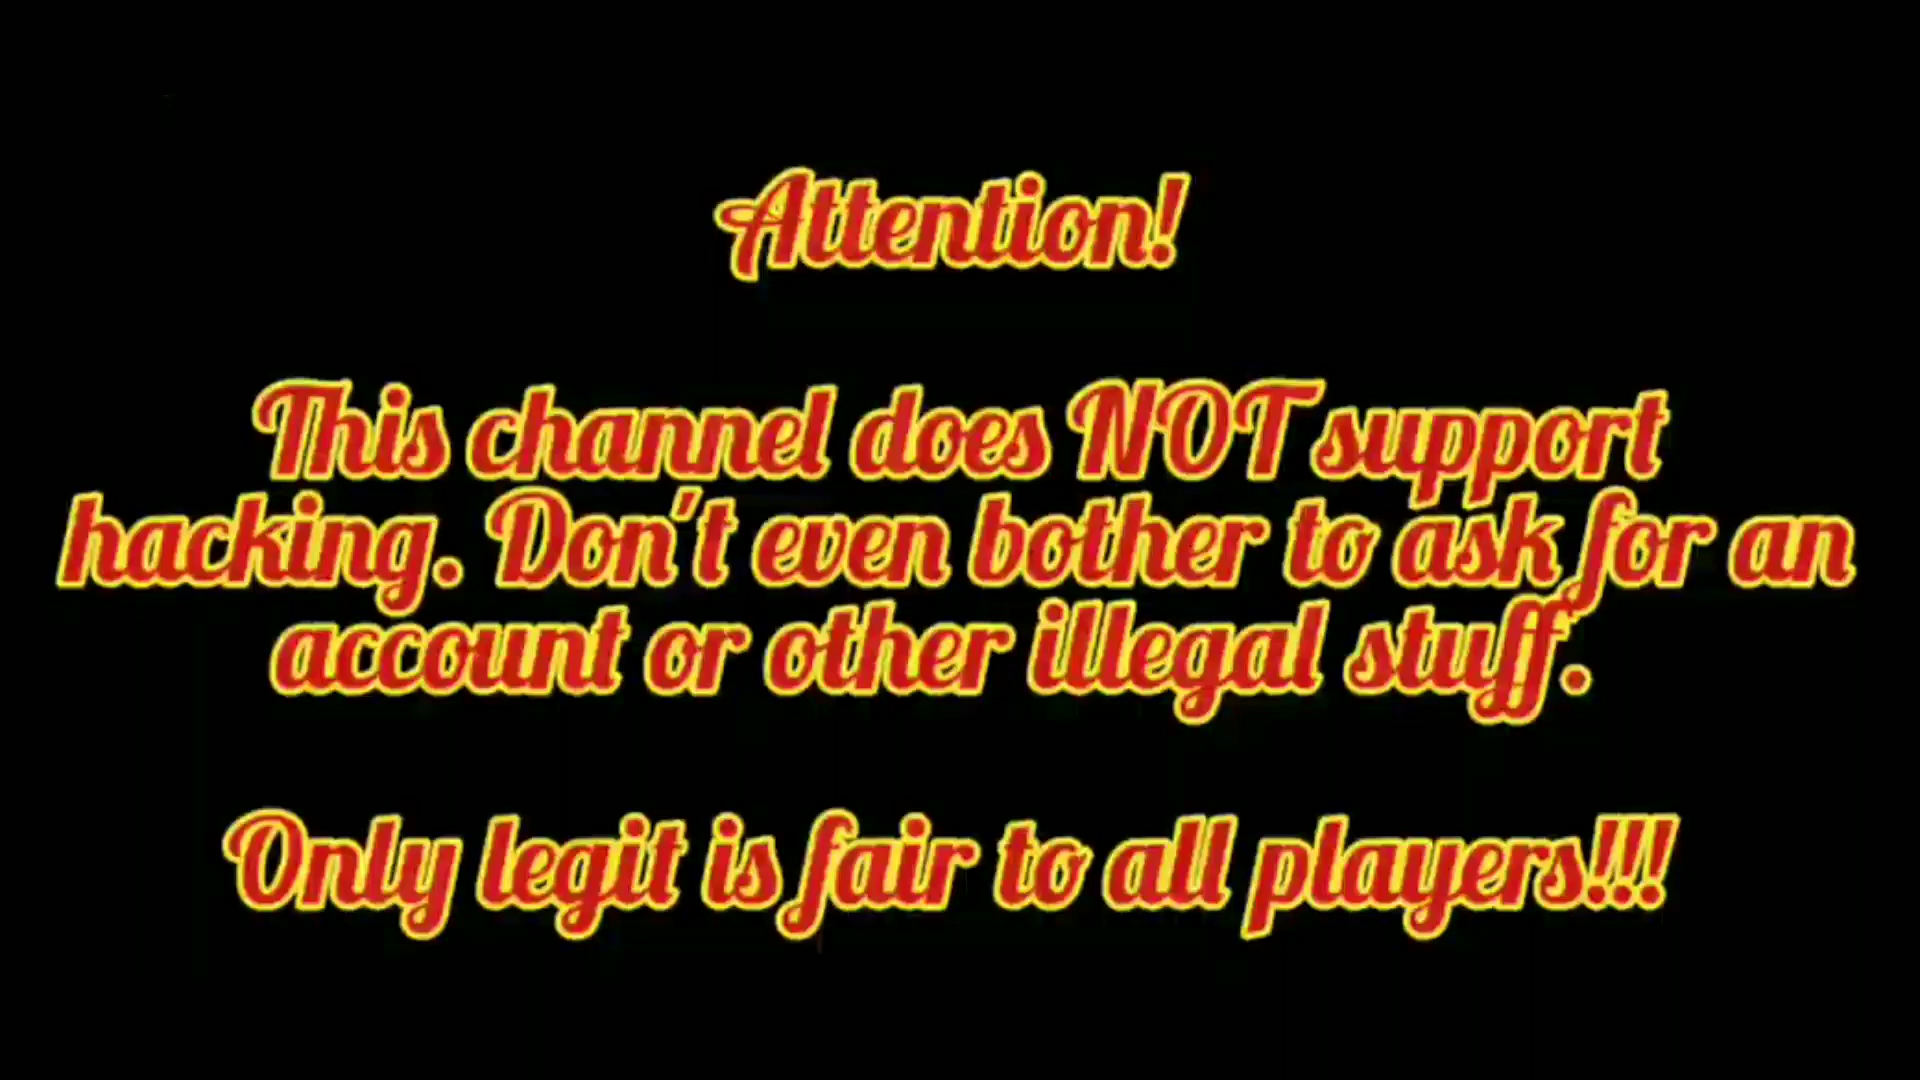 Attention!
This channel does NOT support
hacking. Don't even bother to ask for an
account or other illegal stuff.
Only legit is fair to all players!!!